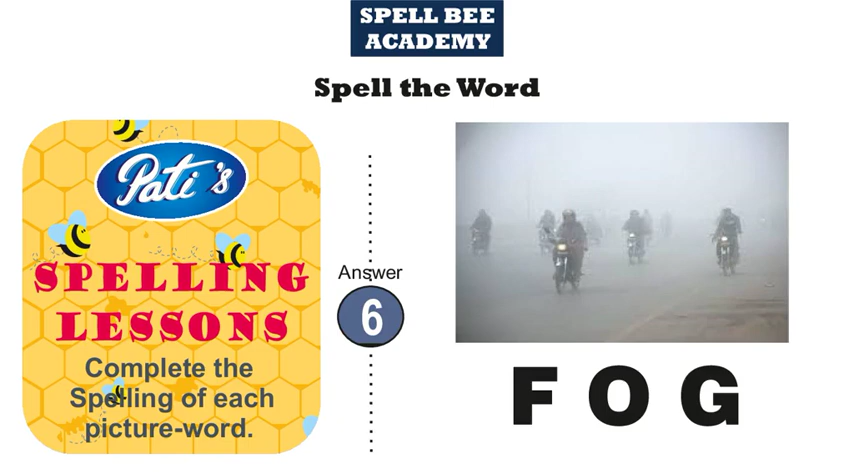 SPELL BEE
ACADEMY
Spell the Word
Pati's
SPELLING
LESSONS
Complete the
Spelling of each
picture-word.
Answer
6
F O G